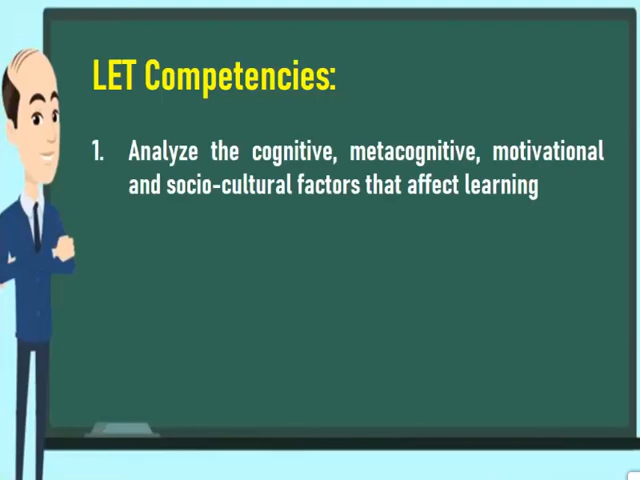 LET Competencies:
1. Analyze the cognitive, metacognitive, motivational
and socio-cultural factors that affect learning